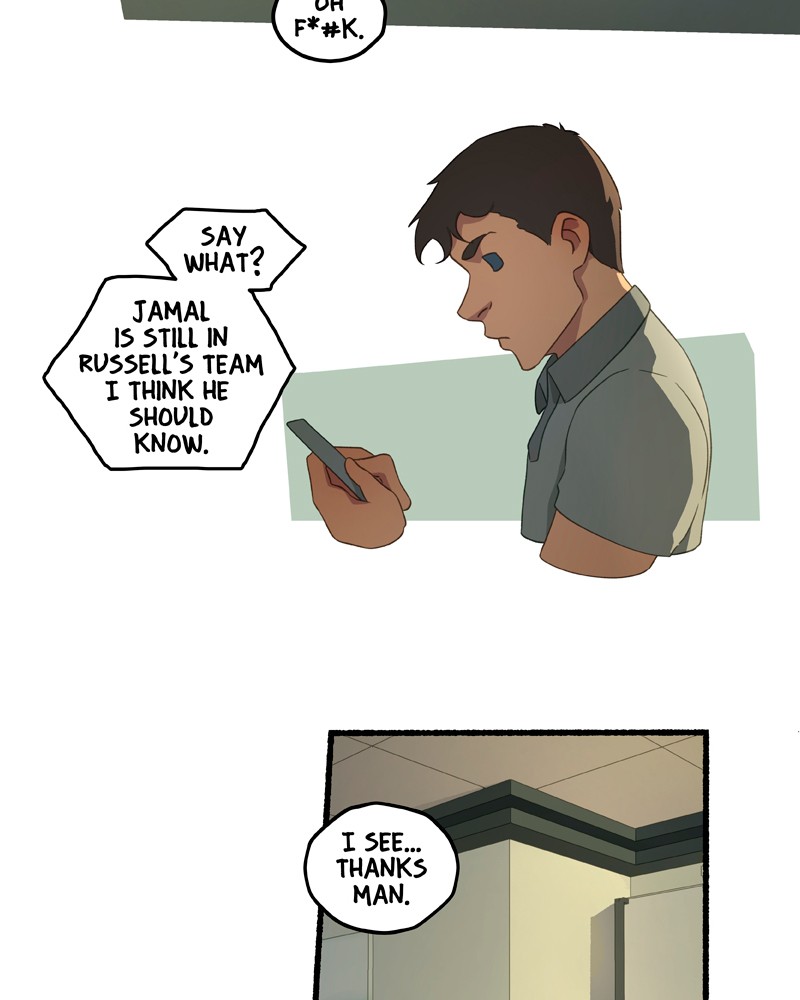 OH
F*#K.
SAY
WHAT?
JAMAL
IS STILL IN
RUSSELL'S TEAM
I THINK HE
SHOULD
KNOW.
I SEE...
THANKS
MAN.